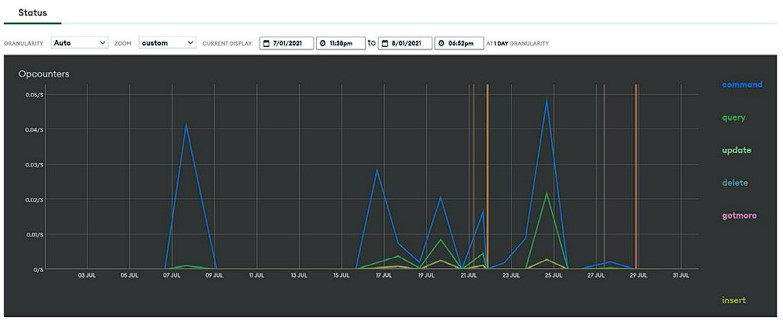 Status
GRANULARITY Auto ZOOM custom CURRENT DISPLAY 7/01/2021 11:38pm to 8/01/2021 06:52pm AT 1 DAY GRANULARITY
Opcounters
command
0.05/S
query
0.04/S
update
0.03/S
delete
0.02/S
getmore
0.01/S
0/S
03 JUL 05 JUL 07 JUL 09 JUL 11 JUL 13 JUL 15 JUL 17 JUL 19 JUL 21 JUL 23 JUL 25 JUL 27 JUL 29 JUL 31 JUL
insert